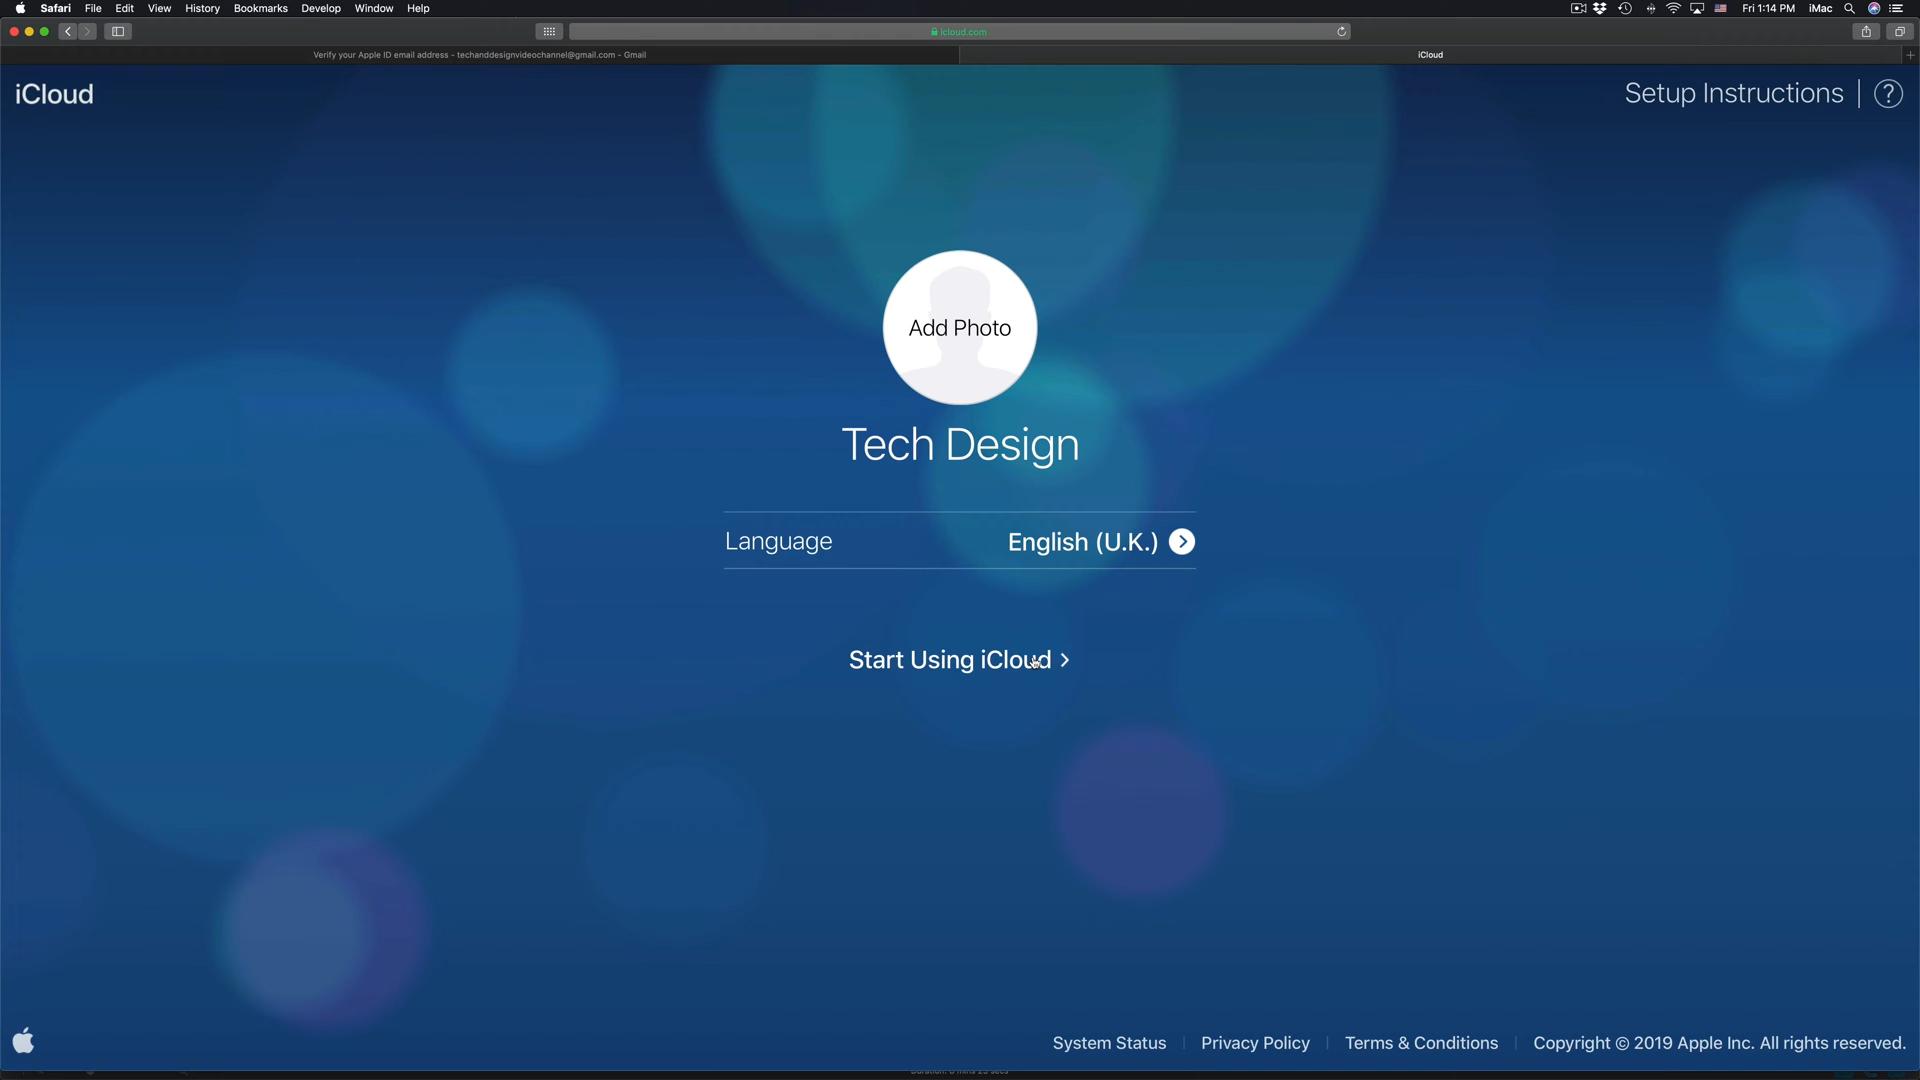 Safari File Edit View History Bookmarks Develop Window Help Fri 1:14 PM iMac
icloud.com
Verify your Apple ID email address - techanddesignvideochannel@gmail.com - Gmail iCloud
iCloud Setup Instructions ?
Add Photo
Tech Design
Language English (U.K.)
Start Using iCloud
System Status Privacy Policy Terms & Conditions Copyright © 2019 Apple Inc. All rights reserved.